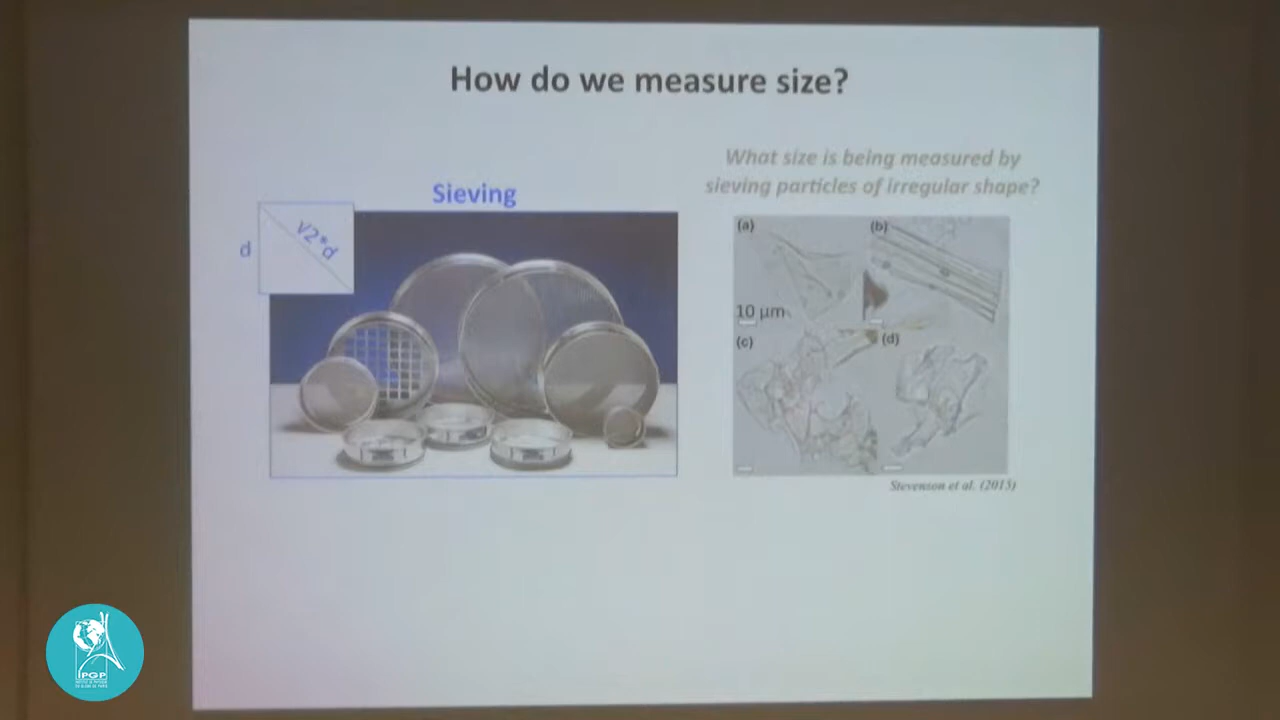 How do we measure size?
What size is being measured by
sieving particles of irregular shape?
Sieving
d
√2*d
(a)
(b)
10 µm
(c)
(d)
Stevenson et al. (2015)
IPGP